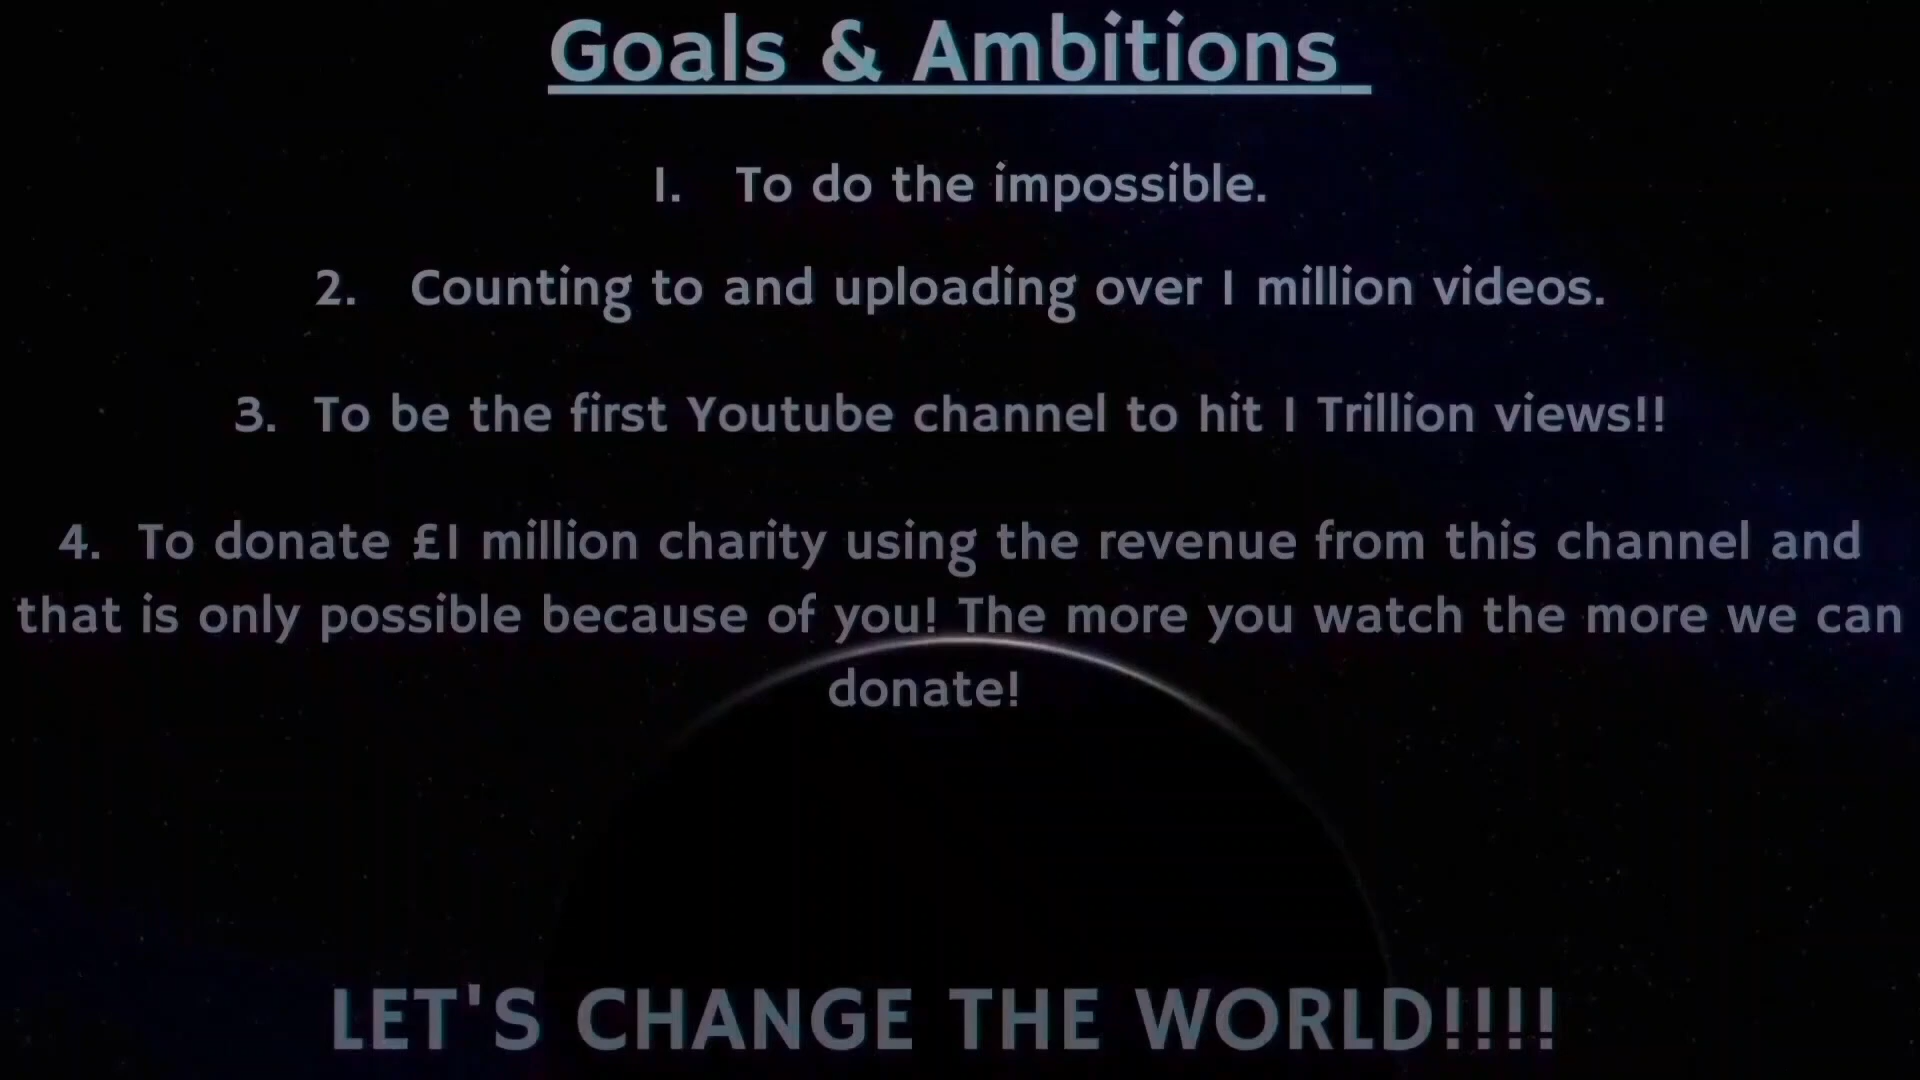 Goals & Ambitions
1. To do the impossible.
2. Counting to and uploading over 1 million videos.
3. To be the first Youtube channel to hit 1 Trillion views!!
4. To donate £1 million charity using the revenue from this channel and
that is only possible because of you! The more you watch the more we can
donate!
LET'S CHANGE THE WORLD!!!!